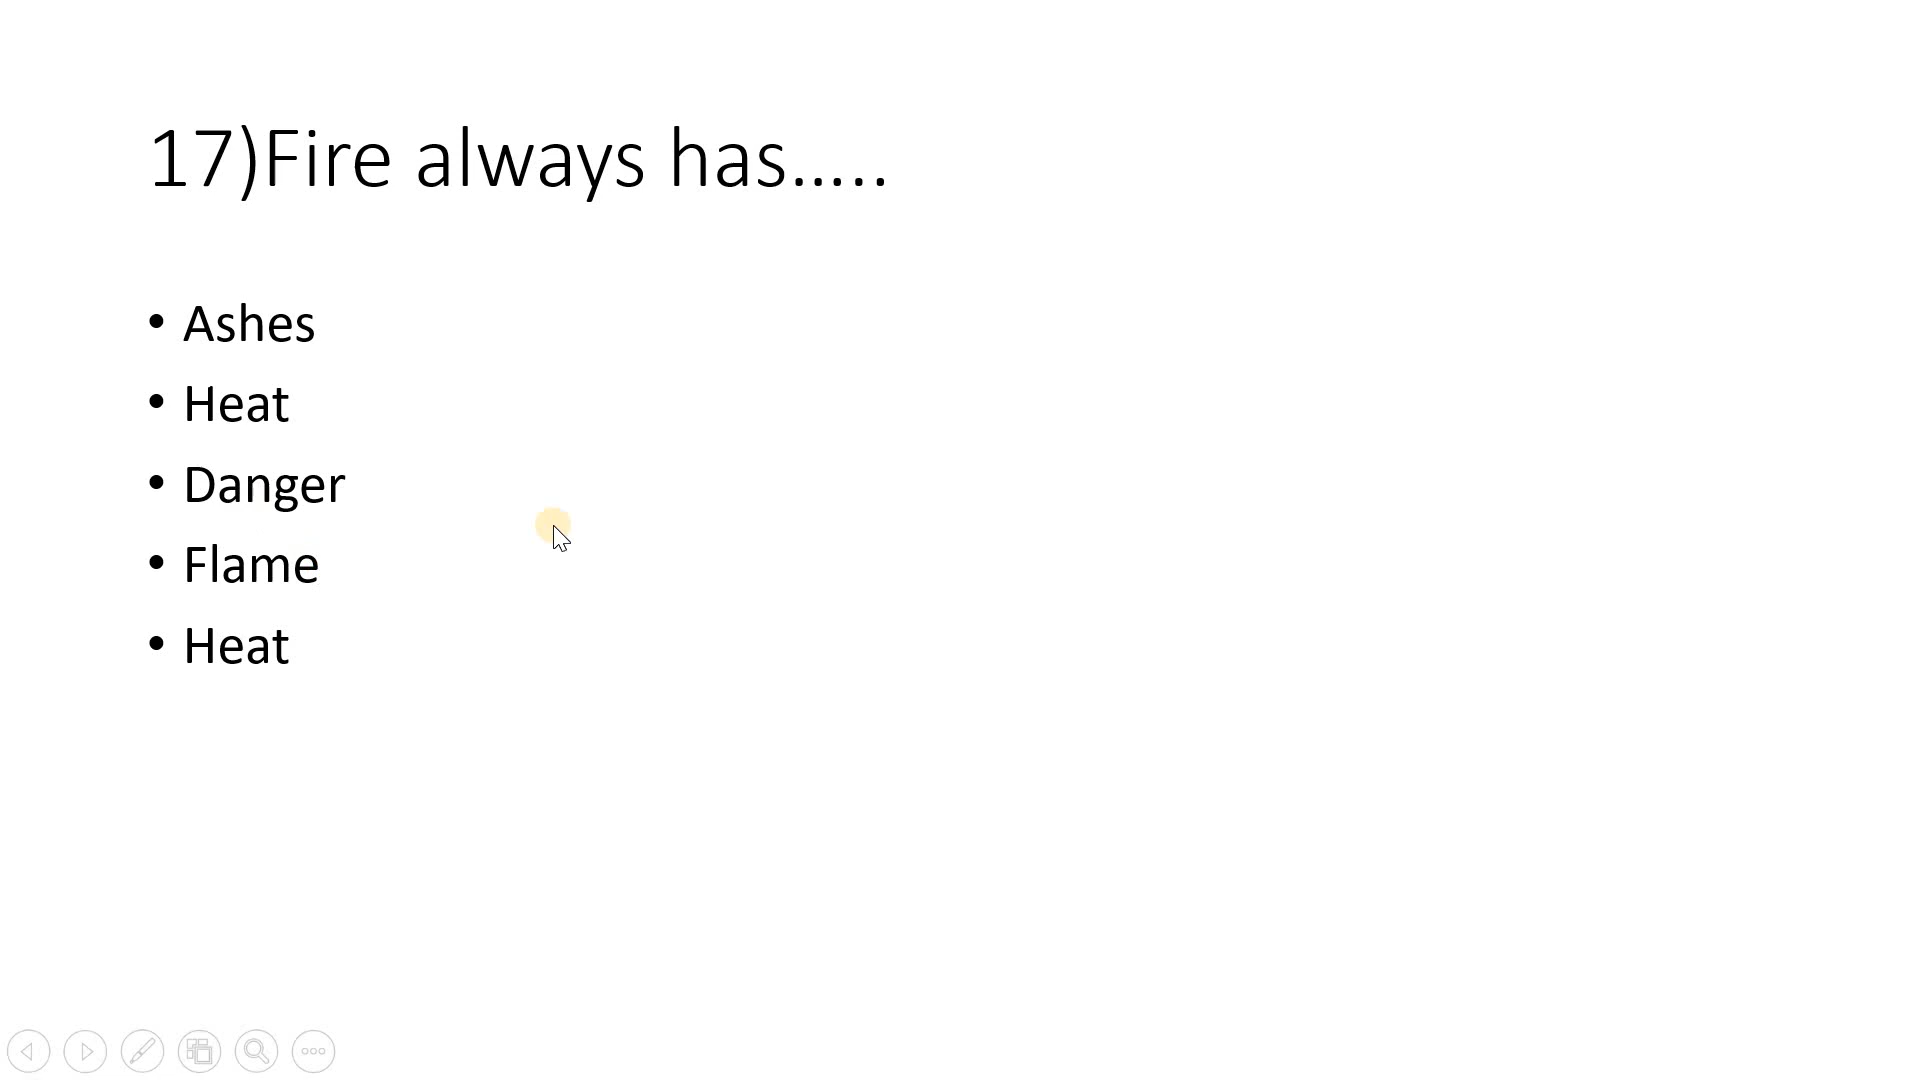 17)Fire always has…..
• Ashes
• Heat
• Danger
• Flame
• Heat